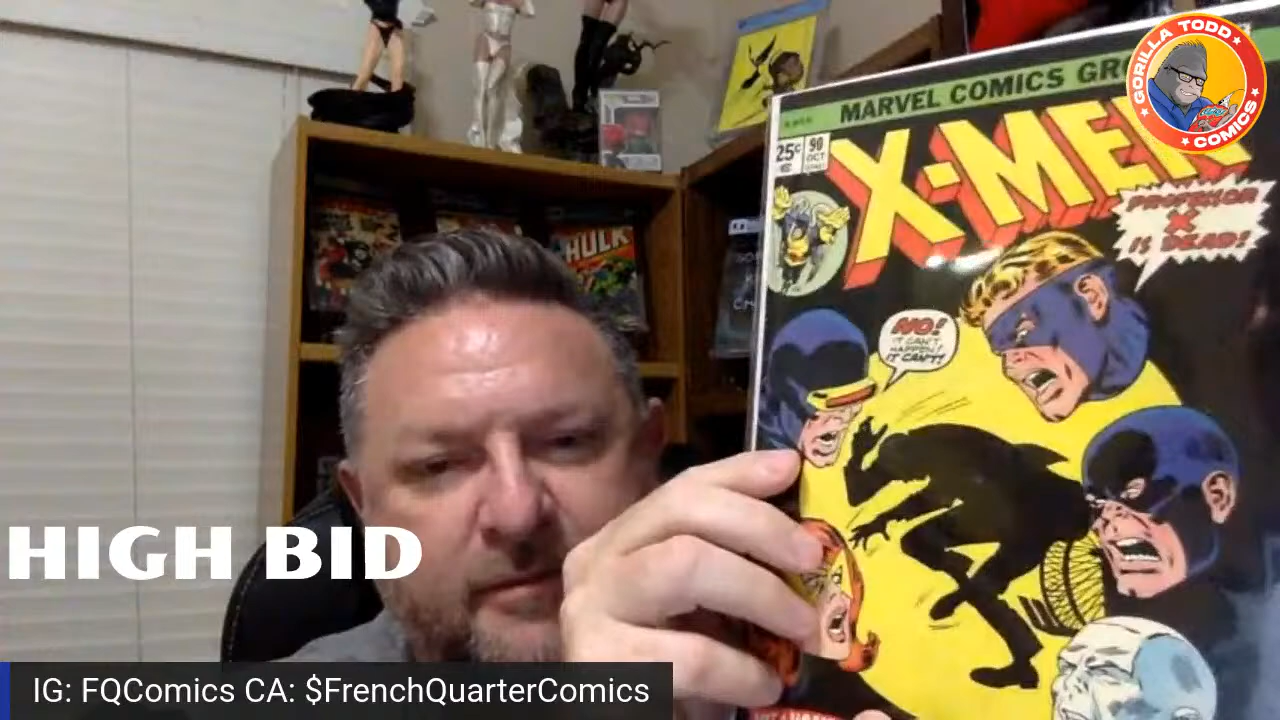 MARVEL COMICS GR
GORILLA TODD
COMICS
25¢
90
OCT
X-MEN
PROFESSOR
X
IS DEAD!
NO!
IT CAN'T
HAPPEN!
IT CAN'T!
HULK
HIGH BID
IG: FQComics CA: $FrenchQuarterComics